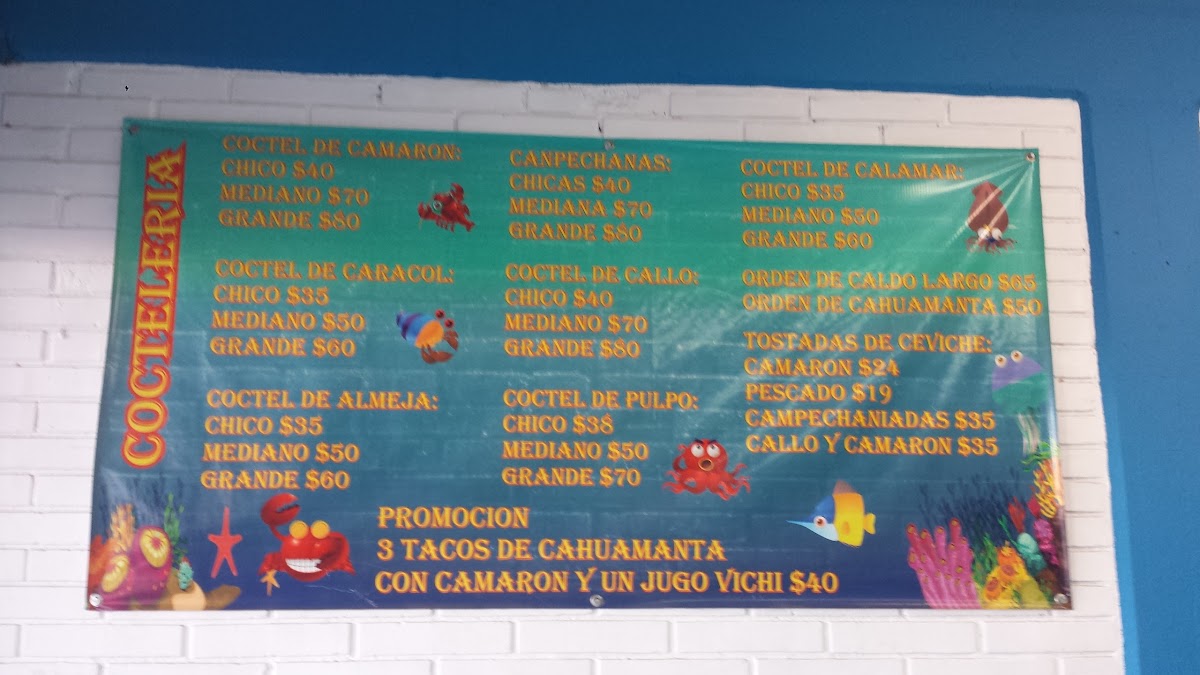 COCTELERIA
COCTEL DE CAMARON:
CHICO $40
MEDIANO $70
GRANDE $80
COCTEL DE CARACOL:
CHICO $35
MEDIANO $50
GRANDE $60
COCTEL DE ALMEJA:
CHICO $35
MEDIANO $50
GRANDE $60
CANPECHANAS:
CHICAS $40
MEDIANA $70
GRANDE $80
COCTEL DE CALLO:
CHICO $40
MEDIANO $70
GRANDE $80
COCTEL DE PULPO:
CHICO $38
MEDIANO $50
GRANDE $70
COCTEL DE CALAMAR:
CHICO $35
MEDIANO $50
GRANDE $60
ORDEN DE CALDO LARGO $65
ORDEN DE CAHUAMANTA $50
TOSTADAS DE CEVICHE:
CAMARON $24
PESCADO $19
CAMPECHANIADAS $35
CALLO Y CAMARON $35
PROMOCION
3 TACOS DE CAHUAMANTA
CON CAMARON Y UN JUGO VICHI $40